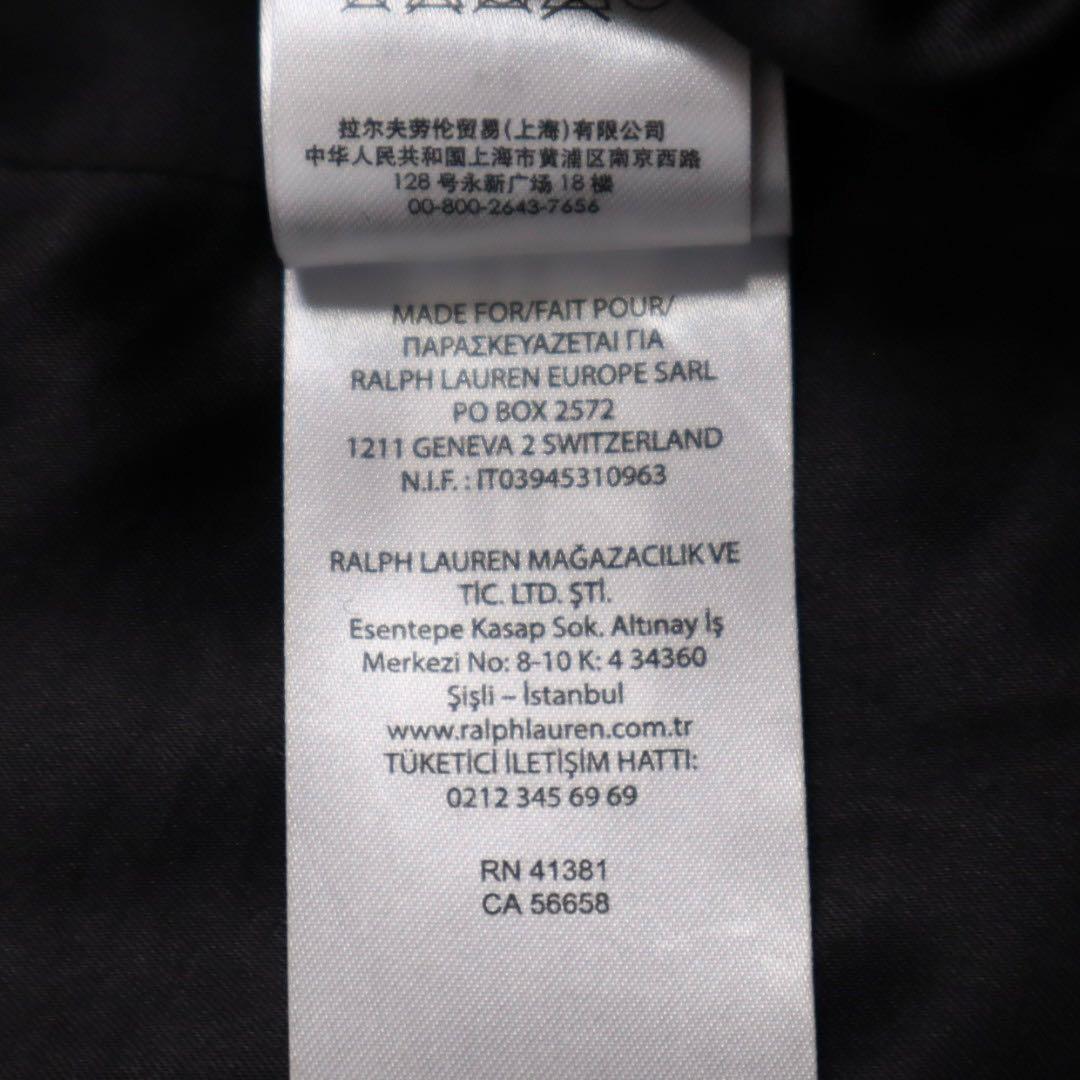 拉尔夫劳伦贸易(上海)有限公司
中华人民共和国上海市黄浦区南京西路
128 号永新广场 18 楼
00-800-2643-7656
MADE FOR/FAIT POUR/
ΠΑΡΑΣΚΕΥΑΖΕΤΑΙ ΓΙΑ
RALPH LAUREN EUROPE SARL
PO BOX 2572
1211 GENEVA 2 SWITZERLAND
N.I.F. : IT03945310963
RALPH LAUREN MAĞAZACILIK VE
TİC. LTD. ŞTİ.
Esentepe Kasap Sok. Altınay İş
Merkezi No: 8-10 K: 4 34360
Şişli – İstanbul
www.ralphlauren.com.tr
TÜKETİCİ İLETİŞİM HATTI:
0212 345 69 69
RN 41381
CA 56658